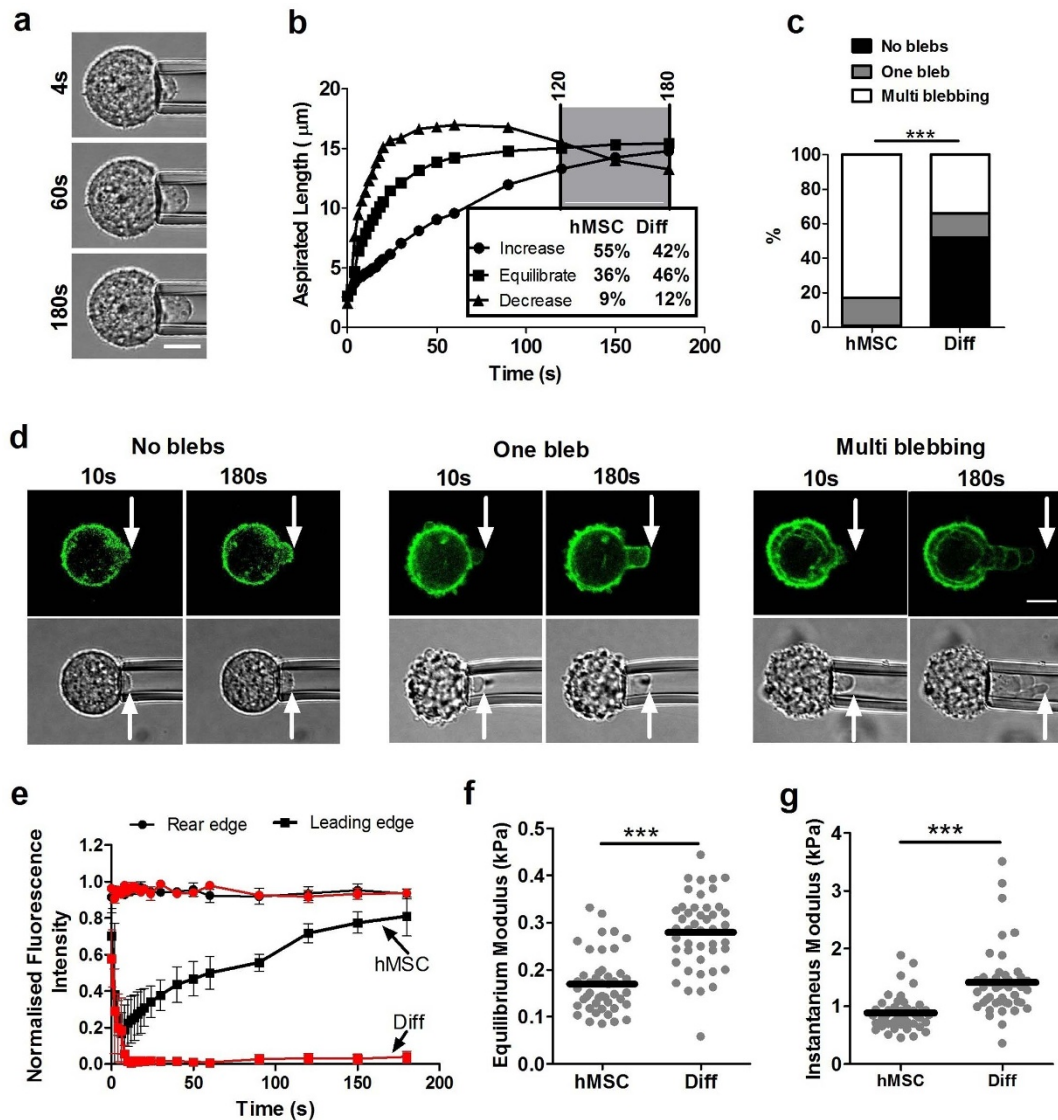 a
4s
60s
180s
b
Aspirated Length ( μm)
20
15
10
5
0
0 50 100 150 200
Time (s)
120
180
hMSC Diff
Increase 55% 42%
Equilibrate 36% 46%
Decrease 9% 12%
c
No blebs
One bleb
Multi blebbing
***
%
100
80
60
40
20
0
hMSC Diff
d
No blebs
10s 180s
One bleb
10s 180s
Multi blebbing
10s 180s
e
Rear edge Leading edge
Normalised Fluorescence
Intensity
1.2
1.0
0.8
0.6
0.4
0.2
0.0
hMSC
Diff
0 50 100 150 200
Time (s)
f
Equilibrium Modulus (kPa)
0.5
0.4
0.3
0.2
0.1
0.0
***
hMSC Diff
g
Instantaneus Modulus (kPa)
4
3
2
1
0
***
hMSC Diff